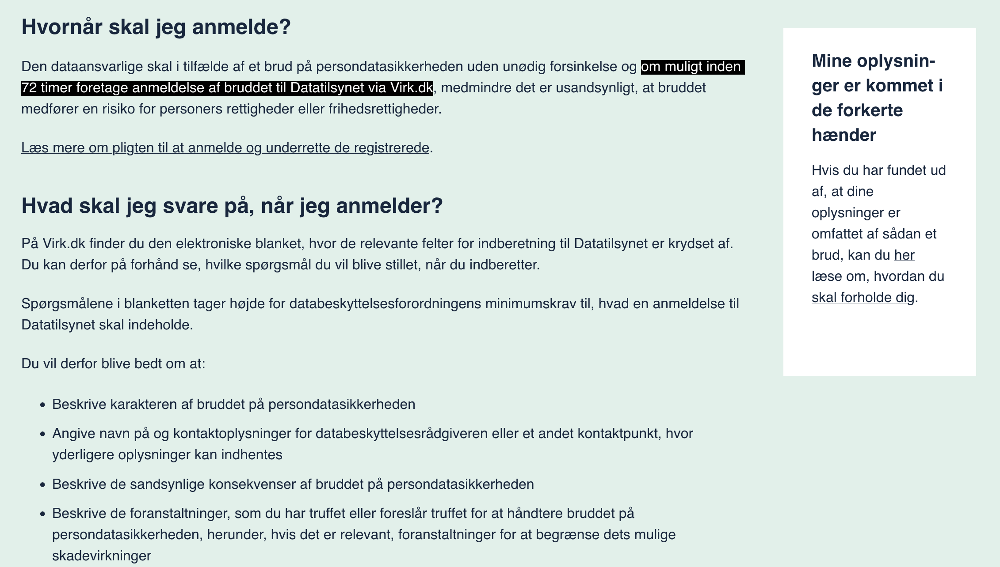 Hvornår skal jeg anmelde?
Den dataansvarlige skal i tilfælde af et brud på persondatasikkerheden uden unødig forsinkelse og om muligt inden
72 timer foretage anmeldelse af bruddet til Datatilsynet via Virk.dk, medmindre det er usandsynligt, at bruddet
medfører en risiko for personers rettigheder eller frihedsrettigheder.
Læs mere om pligten til at anmelde og underrette de registrerede.
Hvad skal jeg svare på, når jeg anmelder?
På Virk.dk finder du den elektroniske blanket, hvor de relevante felter for indberetning til Datatilsynet er krydset af.
Du kan derfor på forhånd se, hvilke spørgsmål du vil blive stillet, når du indberetter.
Spørgsmålene i blanketten tager højde for databeskyttelsesforordningens minimumskrav til, hvad en anmeldelse til
Datatilsynet skal indeholde.
Du vil derfor blive bedt om at:
• Beskrive karakteren af bruddet på persondatasikkerheden
• Angive navn på og kontaktoplysninger for databeskyttelsesrådgiveren eller et andet kontaktpunkt, hvor
yderligere oplysninger kan indhentes
• Beskrive de sandsynlige konsekvenser af bruddet på persondatasikkerheden
• Beskrive de foranstaltninger, som du har truffet eller foreslår truffet for at håndtere bruddet på
persondatasikkerheden, herunder, hvis det er relevant, foranstaltninger for at begrænse dets mulige
skadevirkninger
Mine oplysnin-
ger er kommet i
de forkerte
hænder
Hvis du har fundet ud
af, at dine
oplysninger er
omfattet af sådan et
brud, kan du her
læse om, hvordan du
skal forholde dig.